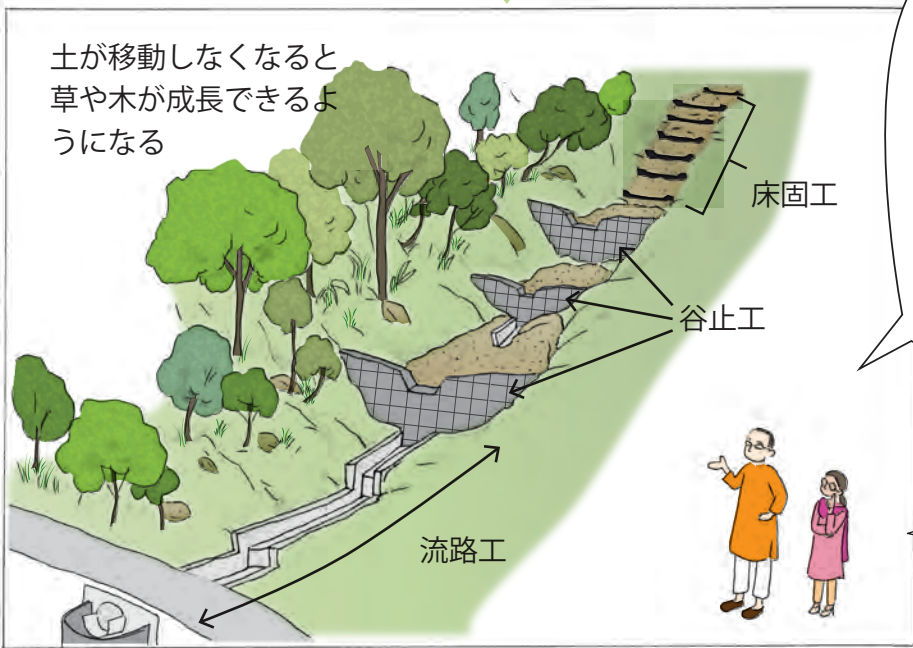 土が移動しなくなると
草や木が成長できるよ
うになる
床固工
谷止工
流路工